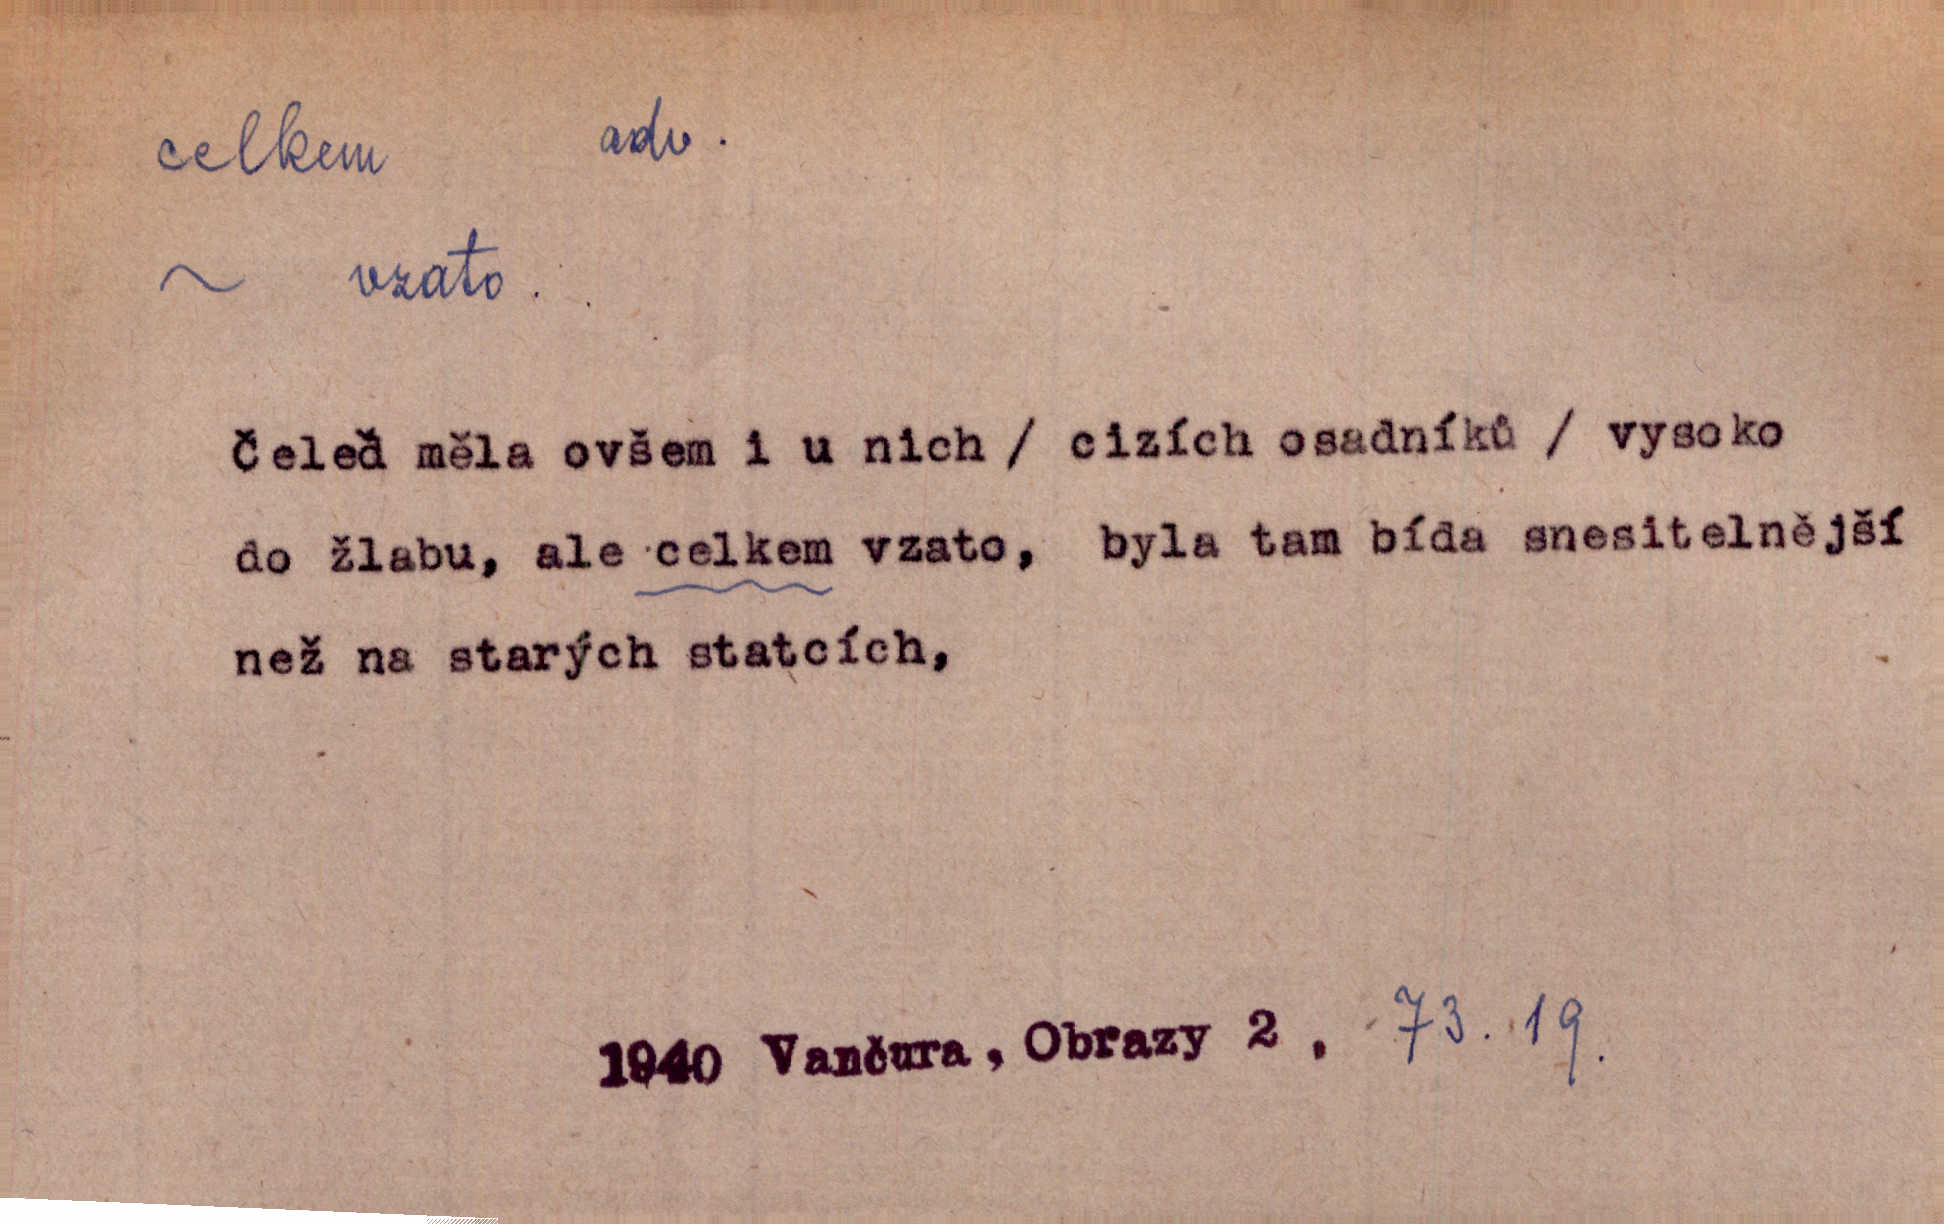 celkem adv.
~ vzato.
Čeleď měla ovšem i u nich / cizích osadníků / vysoko
do žlabu, ale celkem vzato, byla tam bída snesitelnější
než na starých statcích,
1940 Vančura, Obrazy 2, 73. 19.